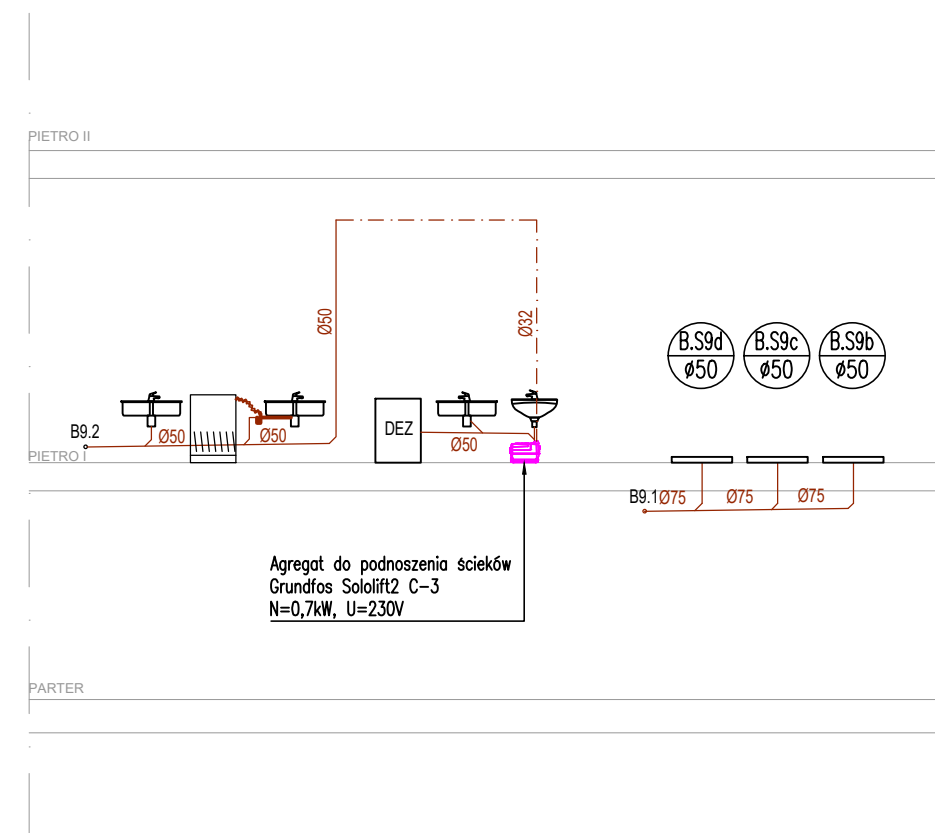 PIETRO II
Ø50
Ø32
B.S9d
ø50
B.S9c
ø50
B.S9b
ø50
B9.2
Ø50
Ø50
DEZ
Ø50
PIETRO I
B9.1
Ø75
Ø75
Ø75
Agregat do podnoszenia ścieków
Grundfos Sololift2 C-3
N=0,7kW, U=230V
PARTER